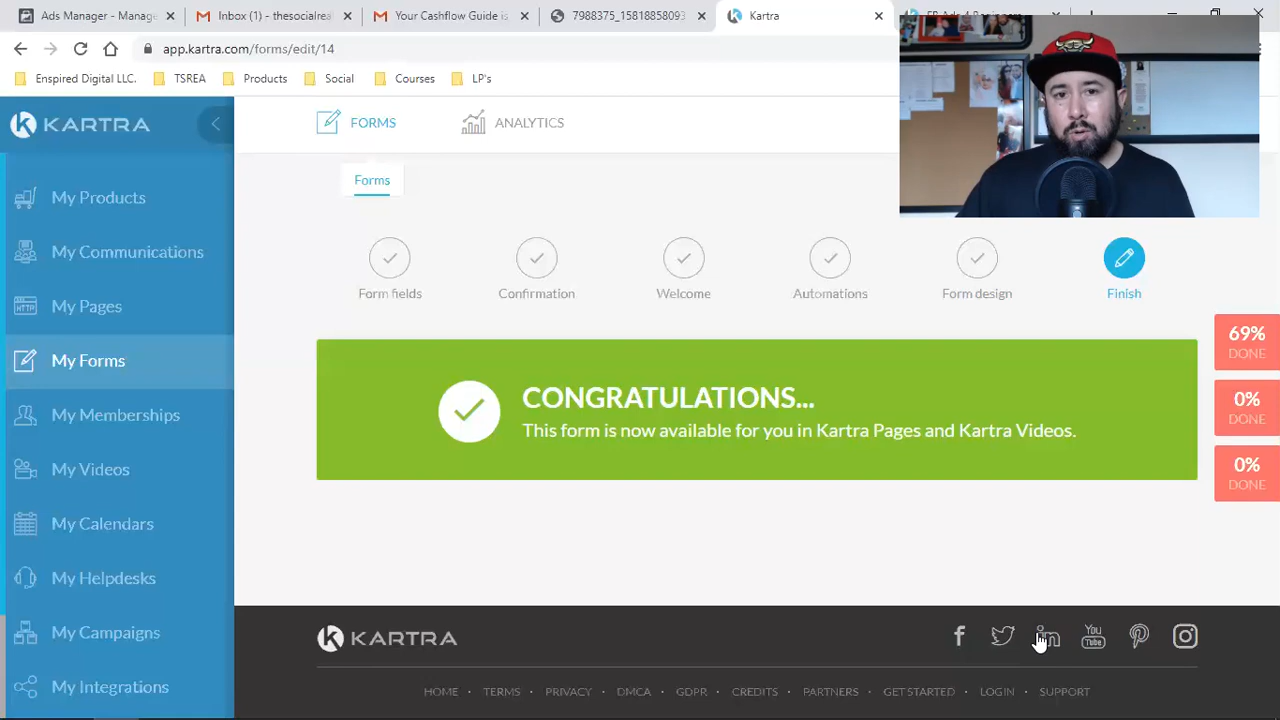 Ads Manager - Manage
Inbox (1) - thesocialrea
Your Cashflow Guide is
7988375_15818858093
Kartra
app.kartra.com/forms/edit/14
Enspired Digital LLC.
TSREA
Products
Social
Courses
LP's
KARTRA
FORMS
ANALYTICS
Forms
My Products
My Communications
My Pages
My Forms
My Memberships
My Videos
My Calendars
My Helpdesks
My Campaigns
My Integrations
Form fields
Confirmation
Welcome
Automations
Form design
Finish
CONGRATULATIONS...
This form is now available for you in Kartra Pages and Kartra Videos.
69%
DONE
0%
DONE
0%
DONE
KARTRA
HOME · TERMS · PRIVACY · DMCA · GDPR · CREDITS · PARTNERS · GET STARTED · LOGIN · SUPPORT